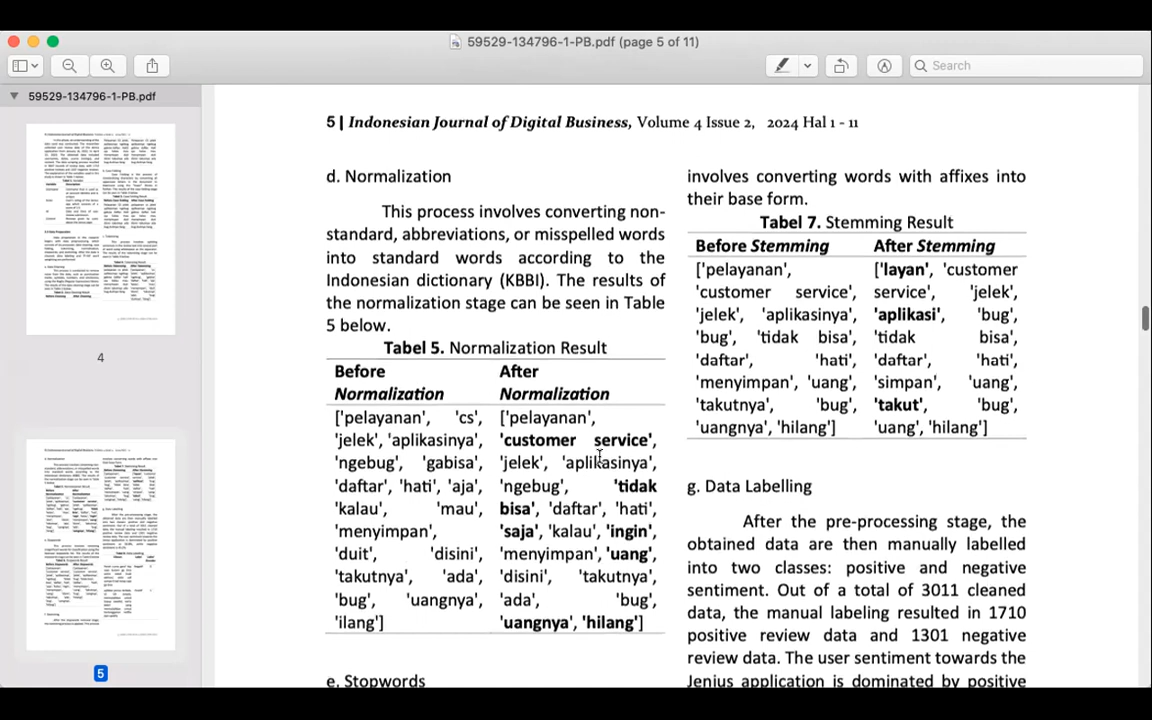 59529-134796-1-PB.pdf (page 5 of 11)
Search
59529-134796-1-PB.pdf
4
5
5 | Indonesian Journal of Digital Business, Volume 4 Issue 2, 2024 Hal 1 - 11
d. Normalization
This process involves converting non-
standard, abbreviations, or misspelled words
into standard words according to the
Indonesian dictionary (KBBI). The results of
the normalization stage can be seen in Table
5 below.
Tabel 5. Normalization Result
Before After
Normalization Normalization
['pelayanan', 'cs', ['pelayanan',
'jelek', 'aplikasinya', 'customer service',
'ngebug', 'gabisa', 'jelek', 'aplikasinya',
'daftar', 'hati', 'aja', 'ngebug', 'tidak
'kalau', 'mau', bisa', 'daftar', 'hati',
'menyimpan', saja', 'kalau', 'ingin',
'duit', 'disini', 'menyimpan', 'uang',
'takutnya', 'ada', 'disini', 'takutnya',
'bug', 'uangnya', 'ada', 'bug',
'ilang'] 'uangnya', 'hilang']
e. Stopwords
involves converting words with affixes into
their base form.
Tabel 7. Stemming Result
Before Stemming After Stemming
['pelayanan', ['layan', 'customer
'customer service', service', 'jelek',
'jelek', 'aplikasinya', 'aplikasi', 'bug',
'bug', 'tidak bisa', 'tidak bisa',
'daftar', 'hati', 'daftar', 'hati',
'menyimpan', 'uang', 'simpan', 'uang',
'takutnya', 'bug', 'takut', 'bug',
'uangnya', 'hilang'] 'uang', 'hilang']
g. Data Labelling
After the pre-processing stage, the
obtained data are then manually labelled
into two classes: positive and negative
sentiment. Out of a total of 3011 cleaned
data, the manual labeling resulted in 1710
positive review data and 1301 negative
review data. The user sentiment towards the
Jenius application is dominated by positive